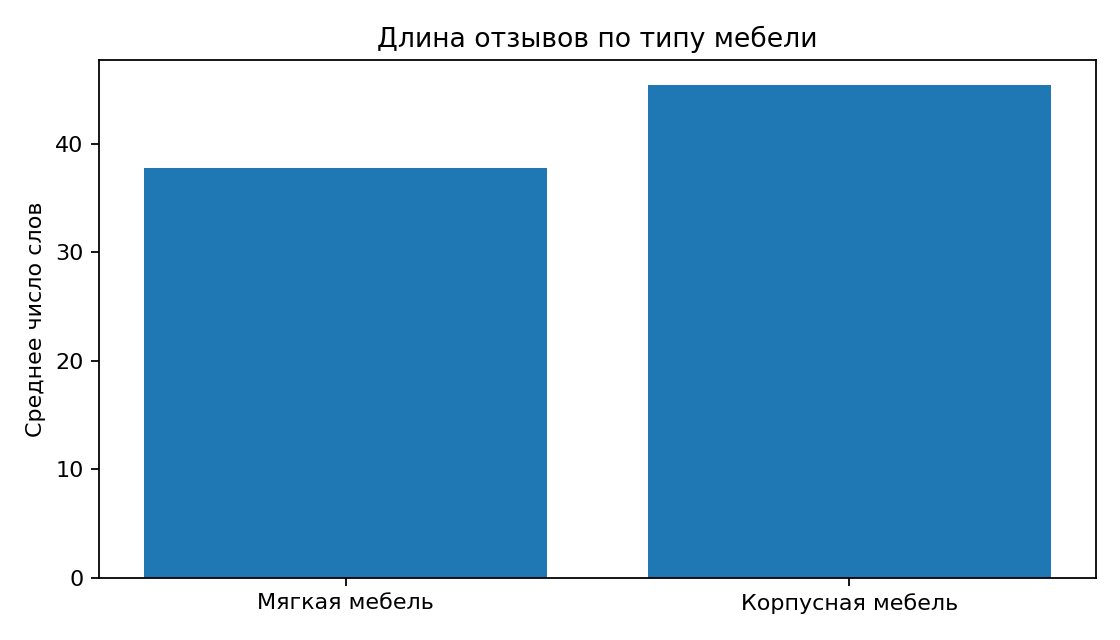 Длина отзывов по типу мебели
Среднее число слов
40
30
20
10
0
Мягкая мебель
Корпусная мебель